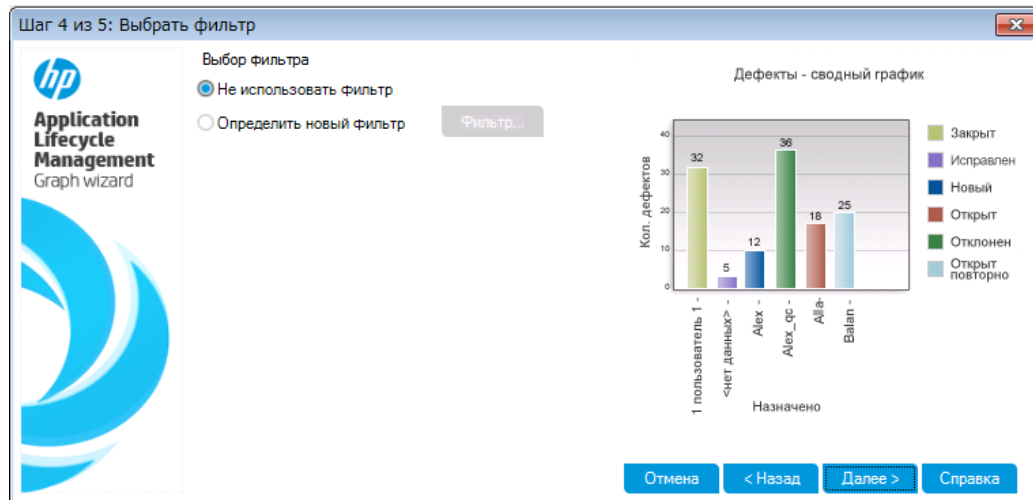 Шаг 4 из 5: Выбрать фильтр
hp
Application
Lifecycle
Management
Graph wizard
Выбор фильтра
Не использовать фильтр
Определить новый фильтр
Фильтр...
Дефекты - сводный график
Кол. дефектов
40
30
20
10
0
32
5
12
36
18
25
1 пользователь 1 -
<нет данных> -
Alex -
Alex_qc -
Alla-
Balan -
Назначено
Закрыт
Исправлен
Новый
Открыт
Отклонен
Открыт
повторно
Отмена
< Назад
Далее >
Справка